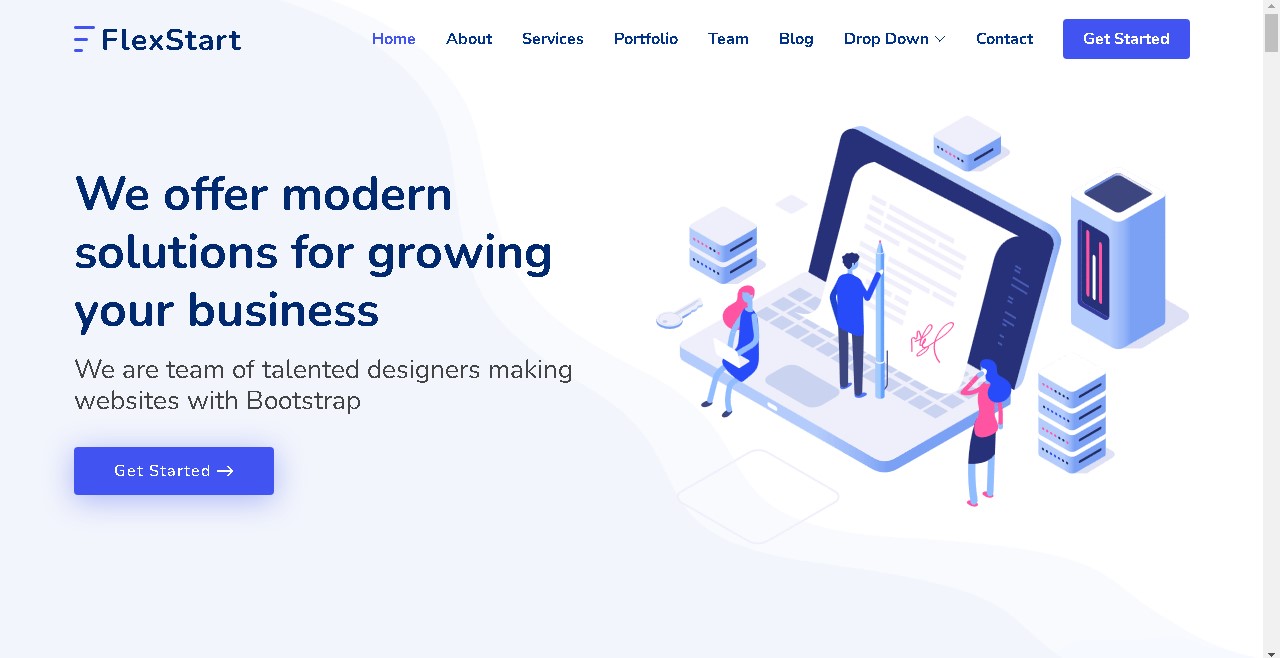 FlexStart
Home About Services Portfolio Team Blog Drop Down Contact Get Started
We offer modern
solutions for growing
your business
We are team of talented designers making
websites with Bootstrap
Get Started →